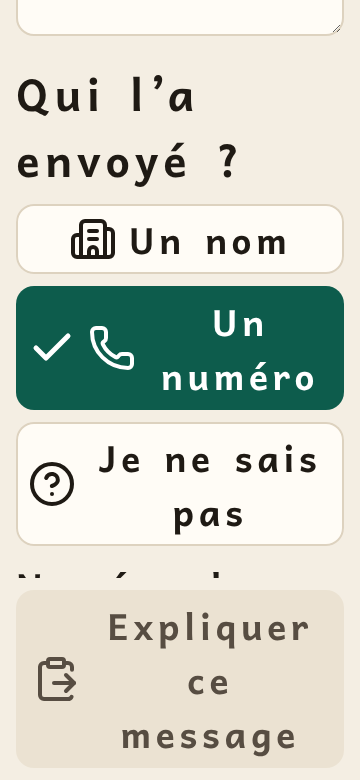 Qui l’a
envoyé ?
Un nom
Un
numéro
Je ne sais
pas
Expliquer
ce
message